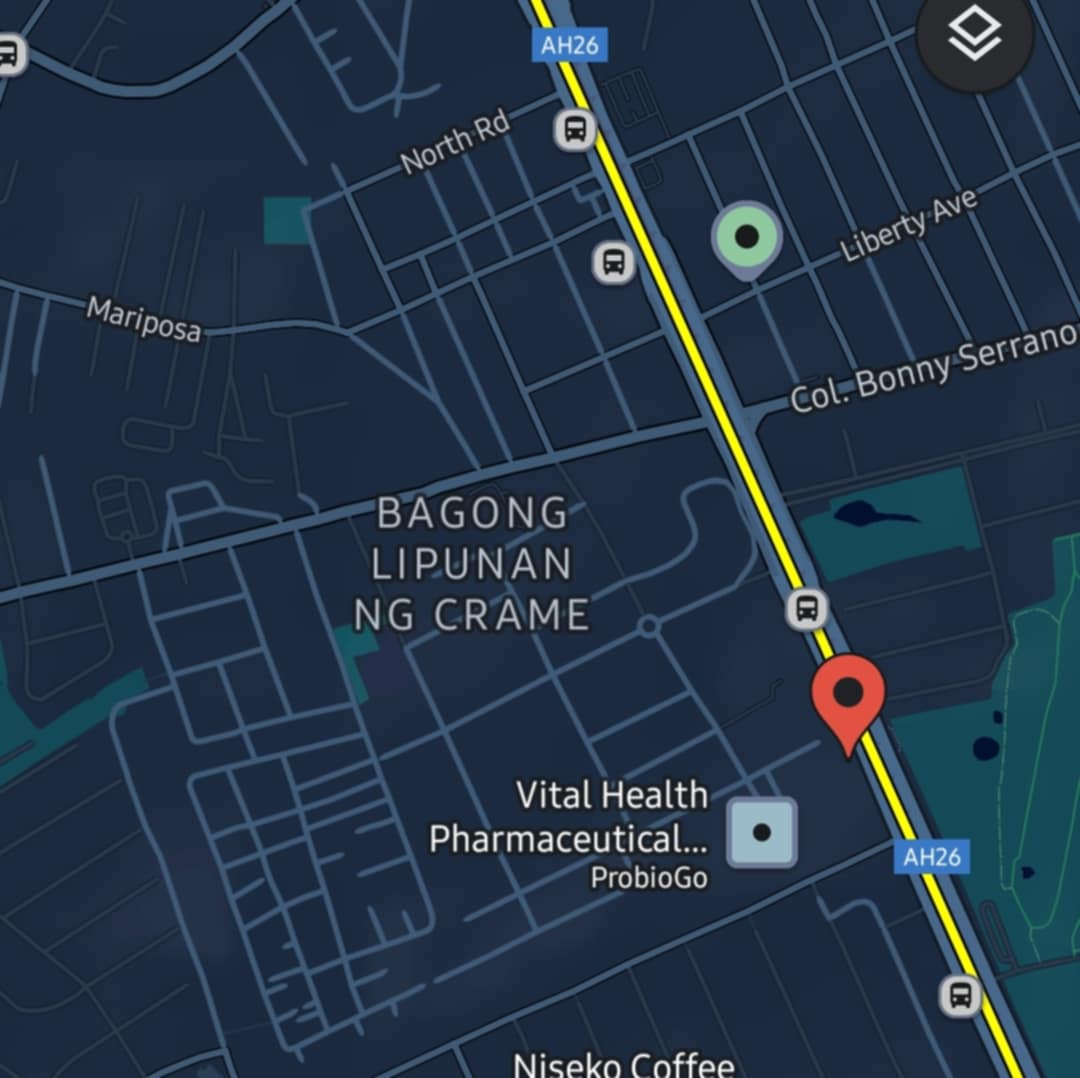 AH26
North Rd
Liberty Ave
Mariposa
Col. Bonny Serrano
BAGONG
LIPUNAN
NG CRAME
Vital Health
Pharmaceutical...
ProbioGo
AH26
Niseko Coffee